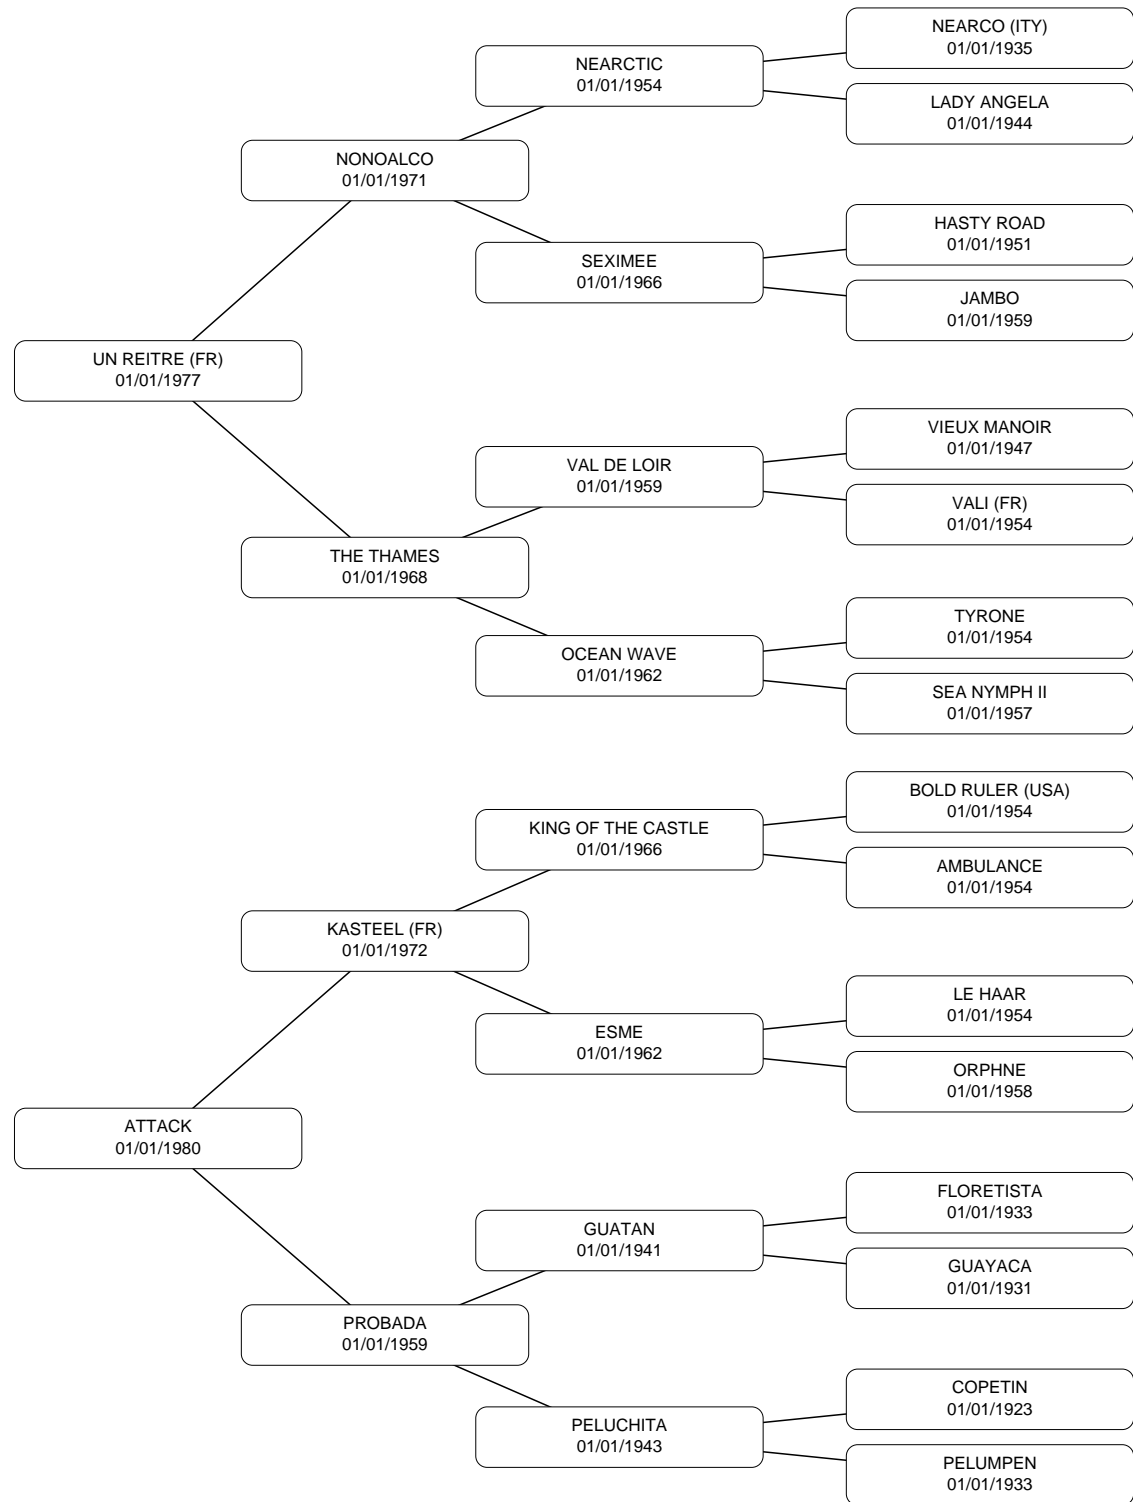 NEARCO (ITY)
01/01/1935
NEARCTIC
01/01/1954
LADY ANGELA
01/01/1944
NONOALCO
01/01/1971
HASTY ROAD
01/01/1951
SEXIMEE
01/01/1966
JAMBO
01/01/1959
UN REITRE (FR)
01/01/1977
VIEUX MANOIR
01/01/1947
VAL DE LOIR
01/01/1959
VALI (FR)
01/01/1954
THE THAMES
01/01/1968
TYRONE
01/01/1954
OCEAN WAVE
01/01/1962
SEA NYMPH II
01/01/1957
BOLD RULER (USA)
01/01/1954
KING OF THE CASTLE
01/01/1966
AMBULANCE
01/01/1954
KASTEEL (FR)
01/01/1972
LE HAAR
01/01/1954
ESME
01/01/1962
ORPHNE
01/01/1958
ATTACK
01/01/1980
FLORETISTA
01/01/1933
GUATAN
01/01/1941
GUAYACA
01/01/1931
PROBADA
01/01/1959
COPETIN
01/01/1923
PELUCHITA
01/01/1943
PELUMPEN
01/01/1933